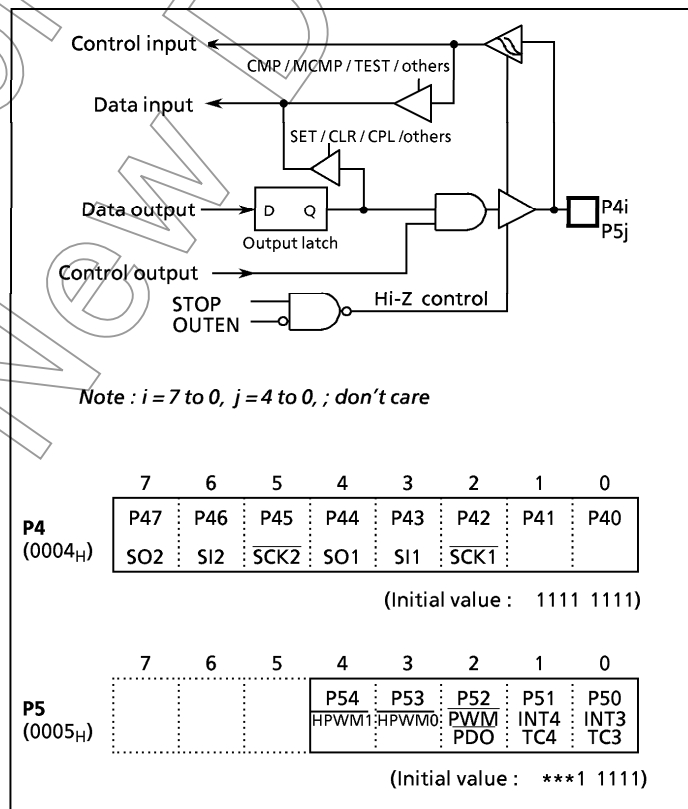 Control input
CMP / MCMP / TEST / others
Data input
SET / CLR / CPL /others
Data output
D Q
P4i
P5j
Output latch
Control output
STOP
OUTEN
Hi-Z control
Note : i = 7 to 0, j = 4 to 0, ; don't care
7 6 5 4 3 2 1 0
P4
(0004H)
P47 P46 P45 P44 P43 P42 P41 P40
SO2 SI2 SCK2 SO1 SI1 SCK1
(Initial value : 1111 1111)
7 6 5 4 3 2 1 0
P5
(0005H)
P54 P53 P52 P51 P50
HPWM1 HPWM0 PWM INT4 INT3
PDO TC4 TC3
(Initial value : ***1 1111)
New